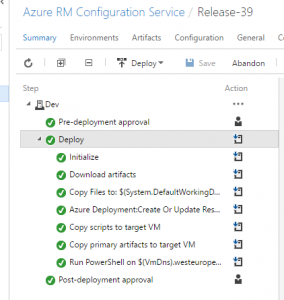 Azure RM Configuration Service / Release-39
Summary Environments Artifacts Configuration General Co
Deploy Save Abandon
Step Action
Dev ...
Pre-deployment approval
Deploy
Initialize
Download artifacts
Copy Files to: $(System.DefaultWorkingD...
Azure Deployment:Create Or Update Res...
Copy scripts to target VM
Copy primary artifacts to target VM
Run PowerShell on $(VmDns).westeurope...
Post-deployment approval